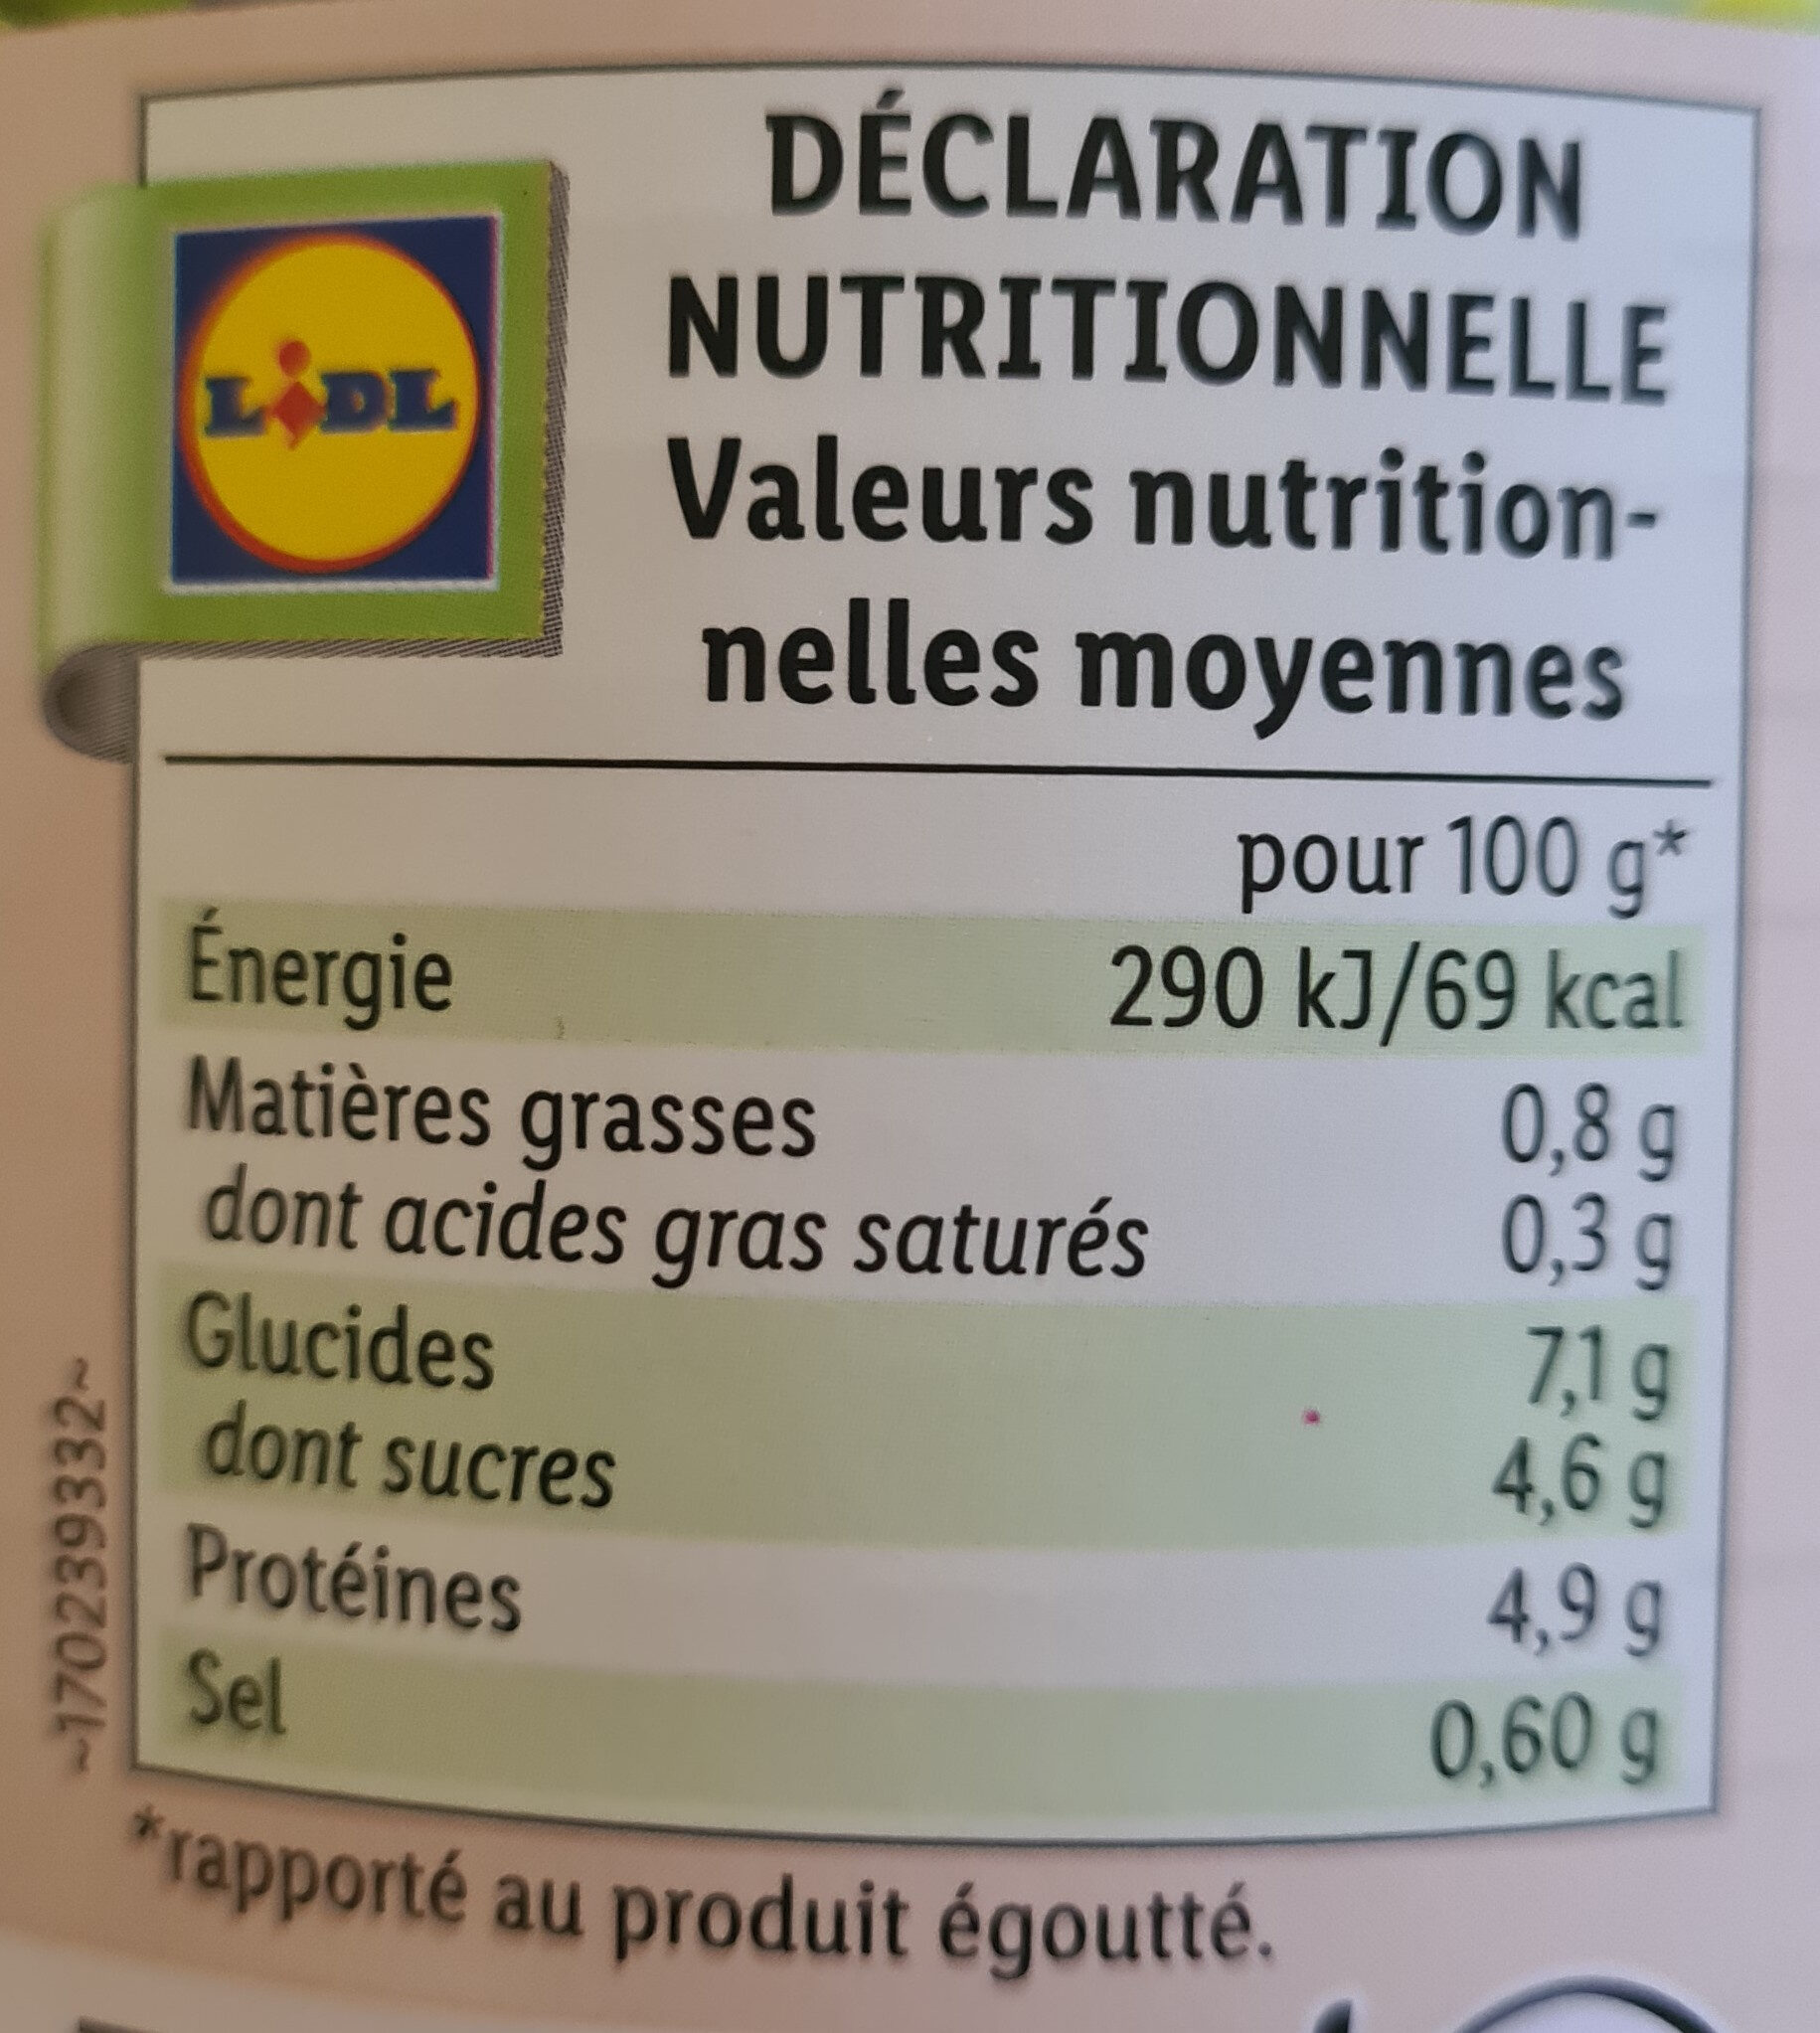 LIDL
DÉCLARATION
NUTRITIONNELLE
Valeurs nutrition-
nelles moyennes
pour 100 g*
Énergie 290 kJ/69 kcal
Matières grasses 0,8 g
dont acides gras saturés 0,3 g
Glucides 7,1 g
dont sucres 4,6 g
Protéines 4,9 g
Sel 0,60 g
*rapporté au produit égoutté.
~1702399332~